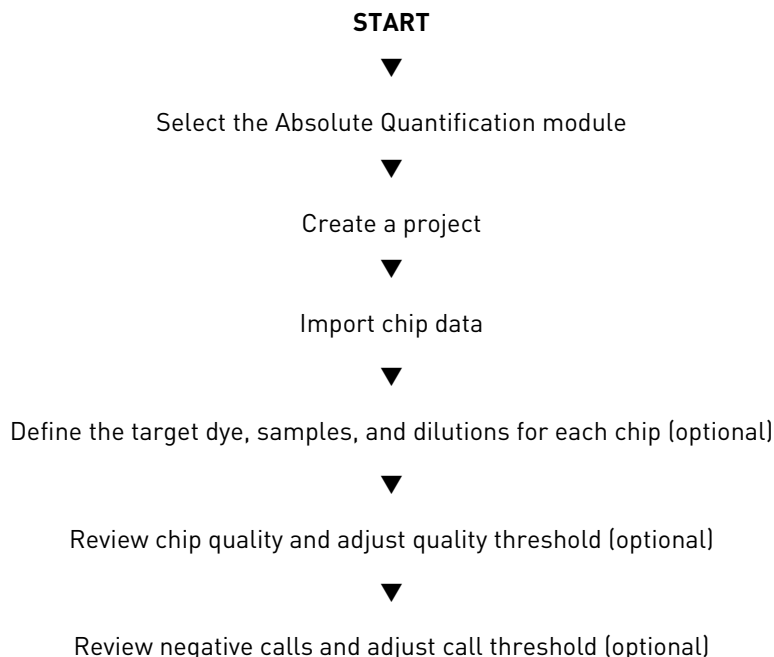 START
▼
Select the Absolute Quantification module
▼
Create a project
▼
Import chip data
▼
Define the target dye, samples, and dilutions for each chip (optional)
▼
Review chip quality and adjust quality threshold (optional)
▼
Review negative calls and adjust call threshold (optional)